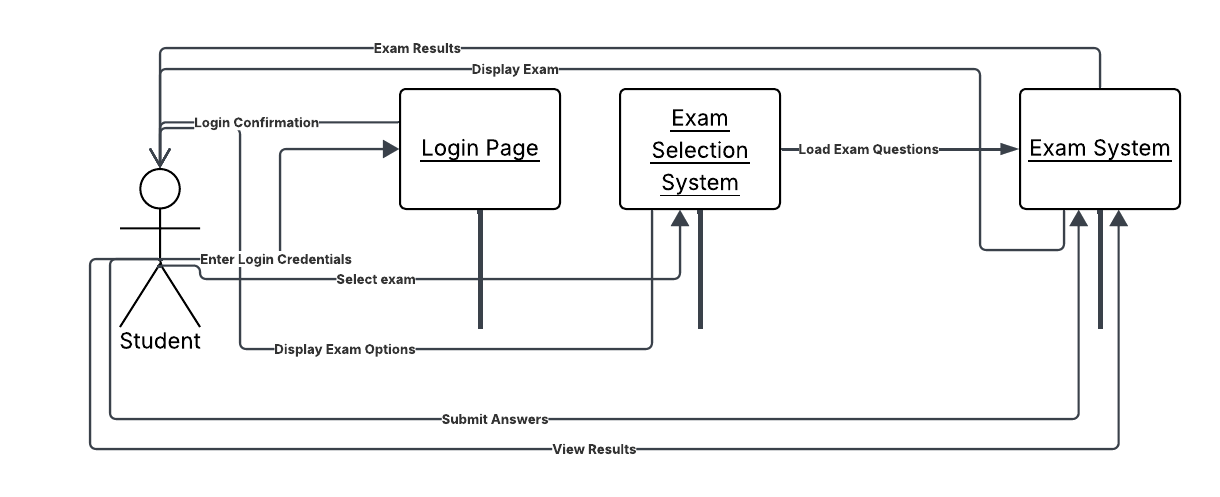 Exam Results
Display Exam
Login Confirmation
Login Page
Exam
Selection
System
Load Exam Questions
Exam System
Enter Login Credentials
Select exam
Student
Display Exam Options
Submit Answers
View Results